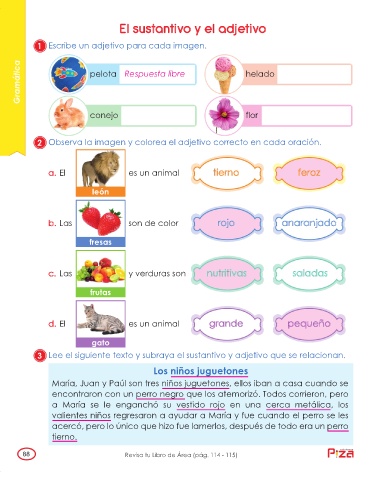 El sustantivo y el adjetivo
Gramática
1 Escribe un adjetivo para cada imagen.
pelota Respuesta libre
helado
conejo
flor
2 Observa la imagen y colorea el adjetivo correcto en cada oración.
a. El
león
es un animal
tierno
feroz
b. Las
fresas
son de color
rojo
anaranjado
c. Las
frutas
y verduras son
nutritivas
saladas
d. El
gato
es un animal
grande
pequeño
3 Lee el siguiente texto y subraya el sustantivo y adjetivo que se relacionan.
Los niños juguetones
María, Juan y Paúl son tres niños juguetones, ellos iban a casa cuando se
encontraron con un perro negro que los atemorizó. Todos corrieron, pero
a María se le enganchó su vestido rojo en una cerca metálica, los
valientes niños regresaron a ayudar a María y fue cuando el perro se les
acercó, pero lo único que hizo fue lamerlos, después de todo era un perro
tierno.
88
Revisa tu Libro de Área (pág. 114 - 115)
Piza